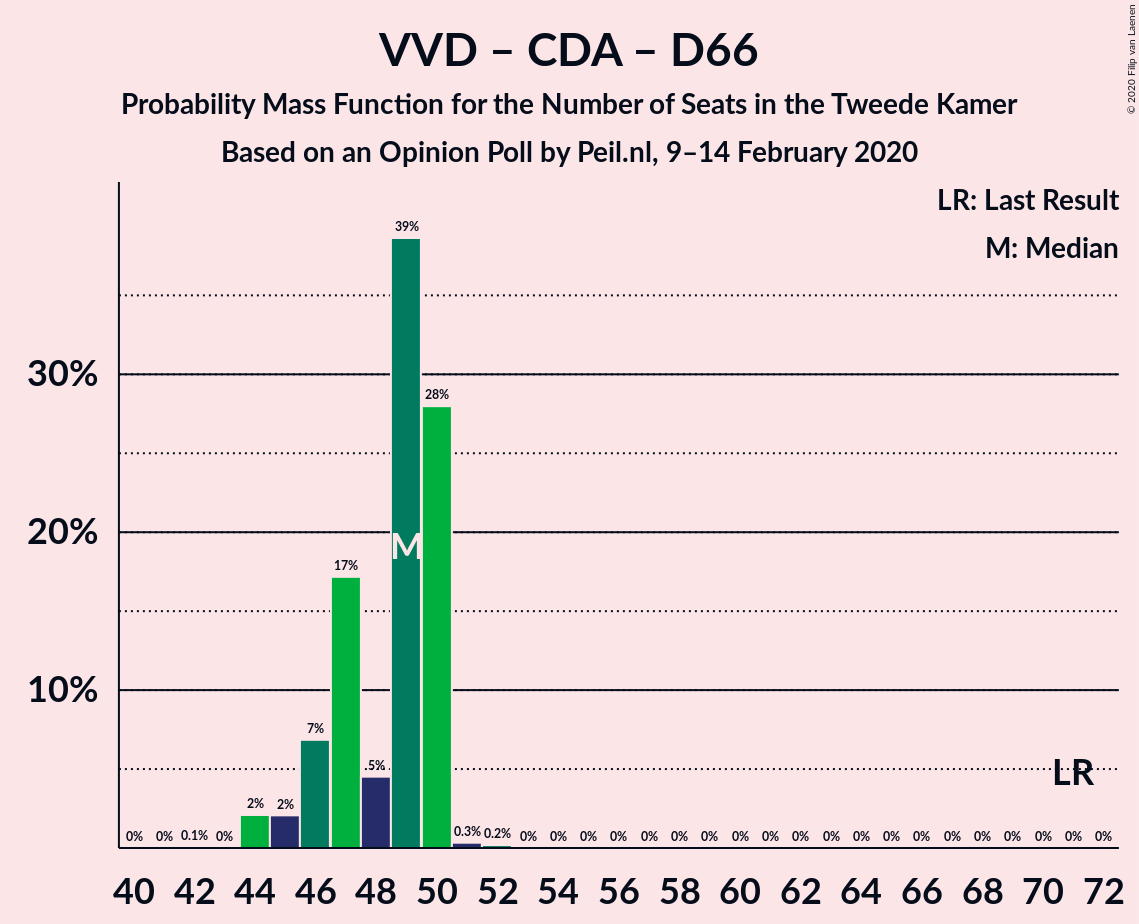 VVD – CDA – D66
Probability Mass Function for the Number of Seats in the Tweede Kamer
Based on an Opinion Poll by Peil.nl, 9–14 February 2020
© 2020 Filip van Laenen
LR: Last Result
M: Median
39%
30%
28%
20%
M
17%
10%
7%
5%
LR
0% 0% 0.1% 0% 2% 2% 0.3% 0.2% 0% 0% 0% 0% 0% 0% 0% 0% 0% 0% 0% 0% 0% 0% 0% 0% 0% 0% 0% 0%
40 42 44 46 48 50 52 54 56 58 60 62 64 66 68 70 72